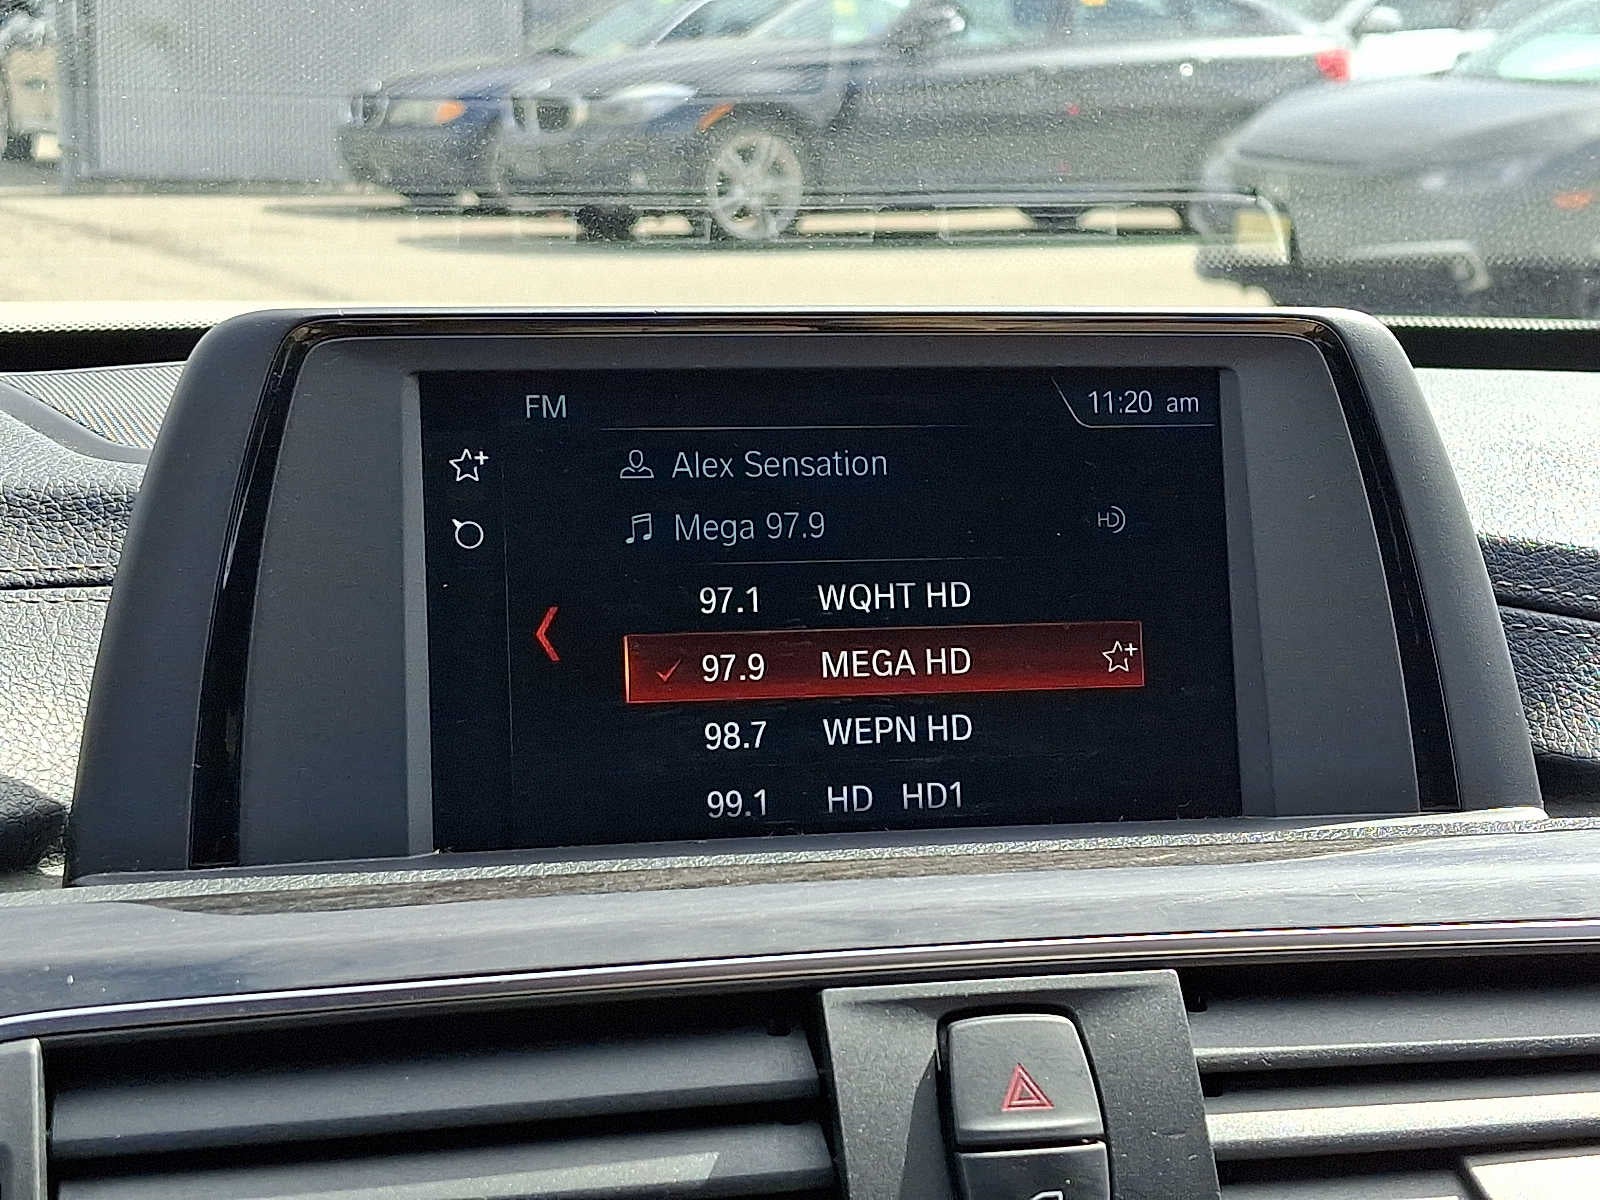 FM
11:20 am
Alex Sensation
Mega 97.9
HD
97.1 WQHT HD
97.9 MEGA HD
98.7 WEPN HD
99.1 HD HD1